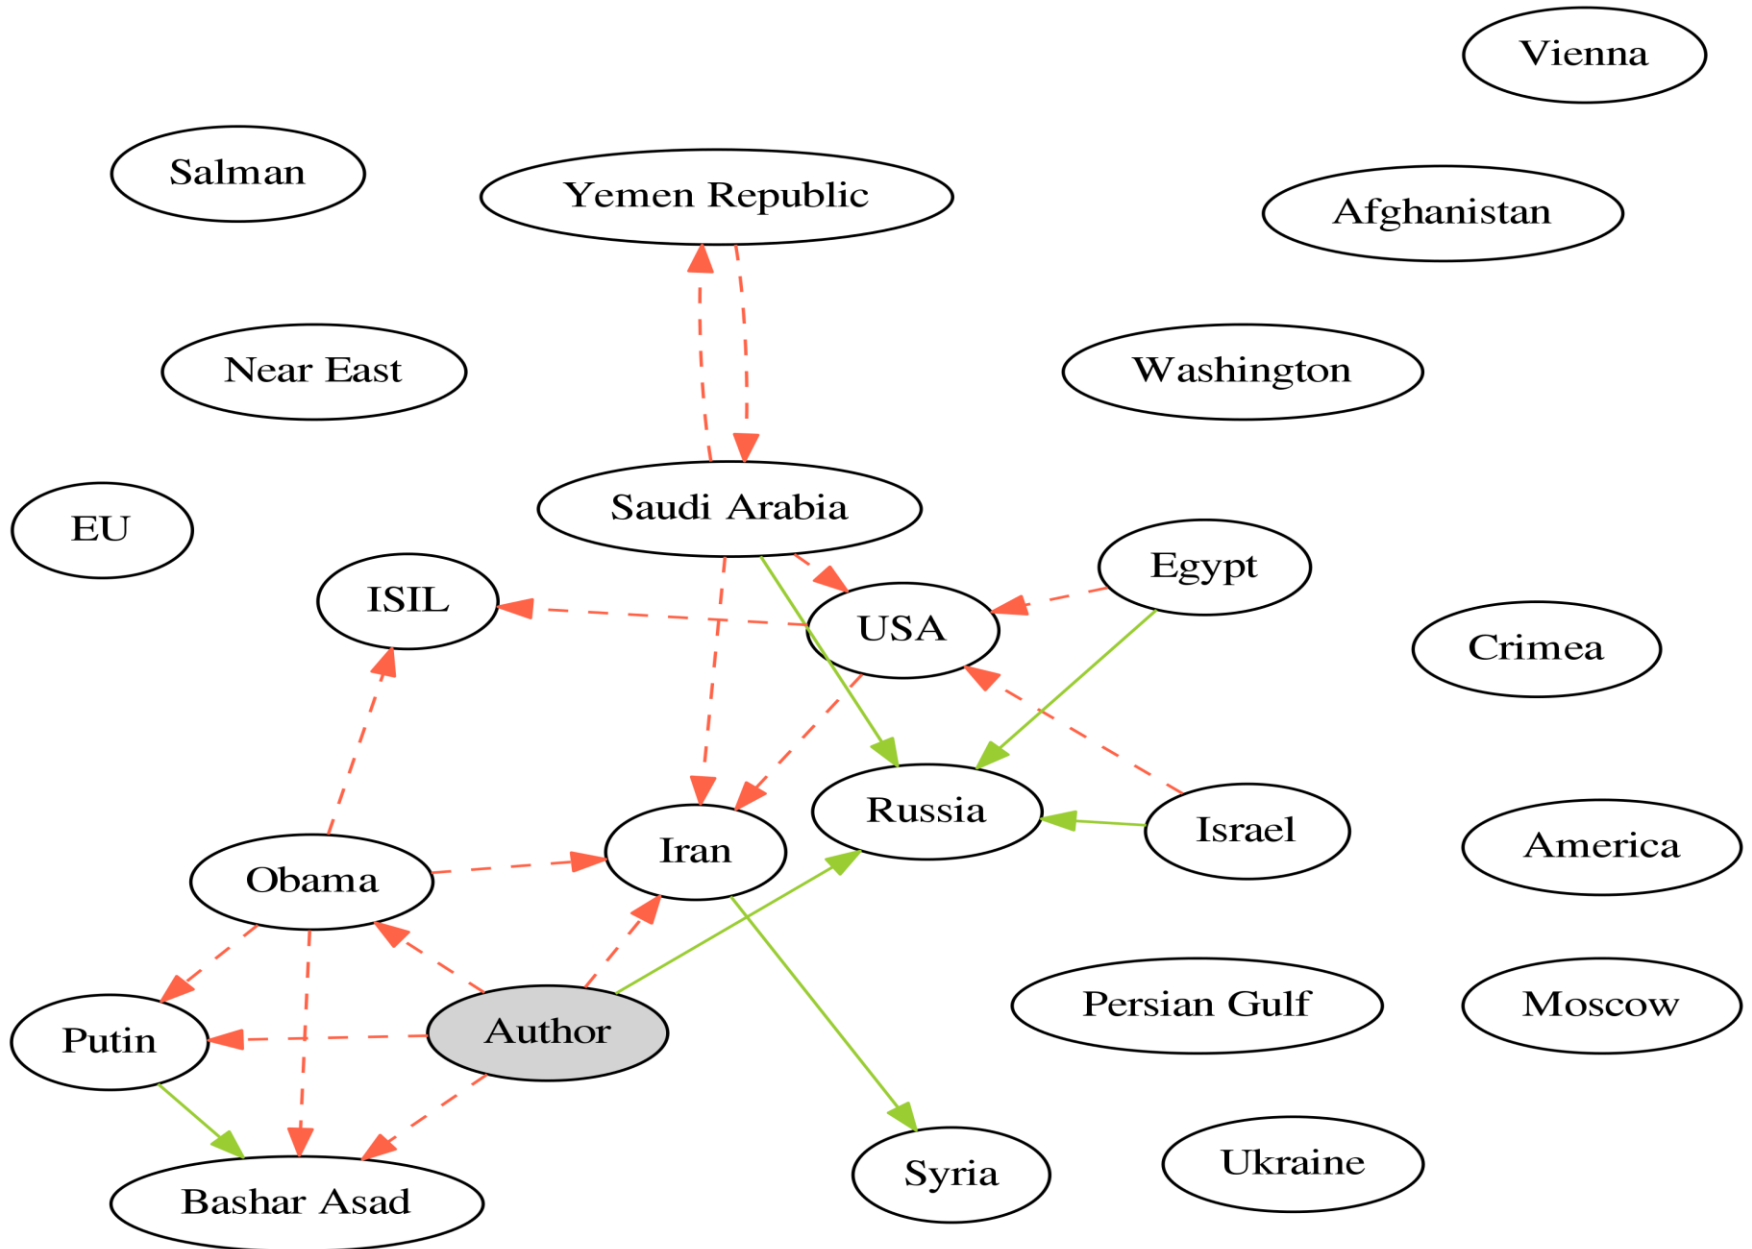 Vienna
Salman
Yemen Republic
Afghanistan
Near East
Washington
Saudi Arabia
EU
Egypt
ISIL
USA
Crimea
Russia
Israel
America
Iran
Obama
Persian Gulf
Moscow
Author
Putin
Ukraine
Syria
Bashar Asad